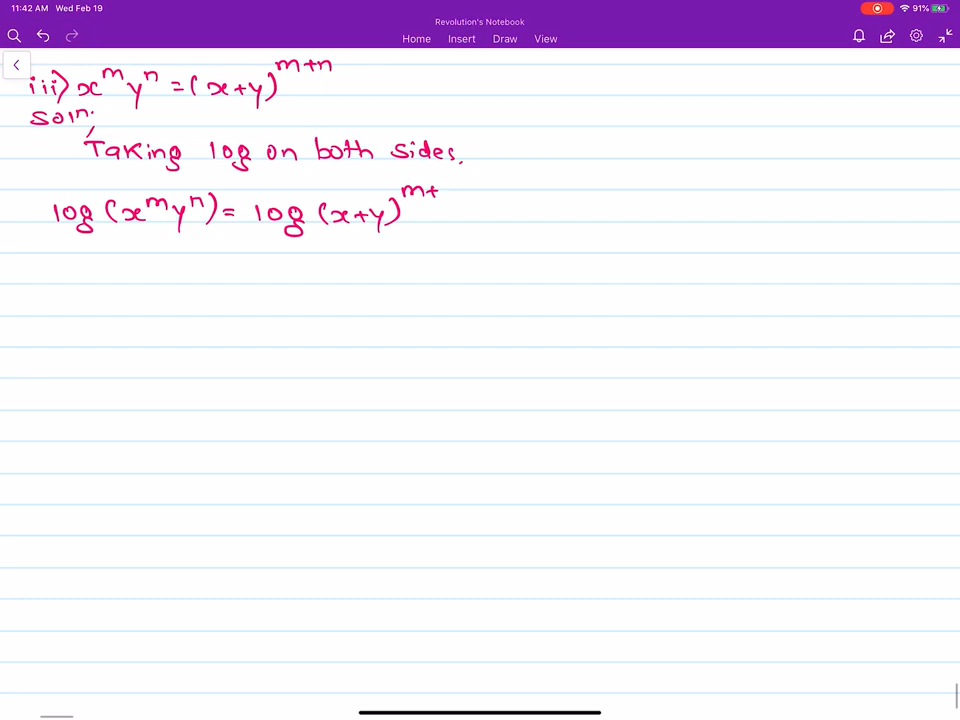 11:42 AM Wed Feb 19
91%
Revolution's Notebook
Home Insert Draw View
iii) x^m y^n = (x+y)^{m+n}
Soln.
Taking log on both sides.
log (x^m y^n) = log (x+y)^{m+